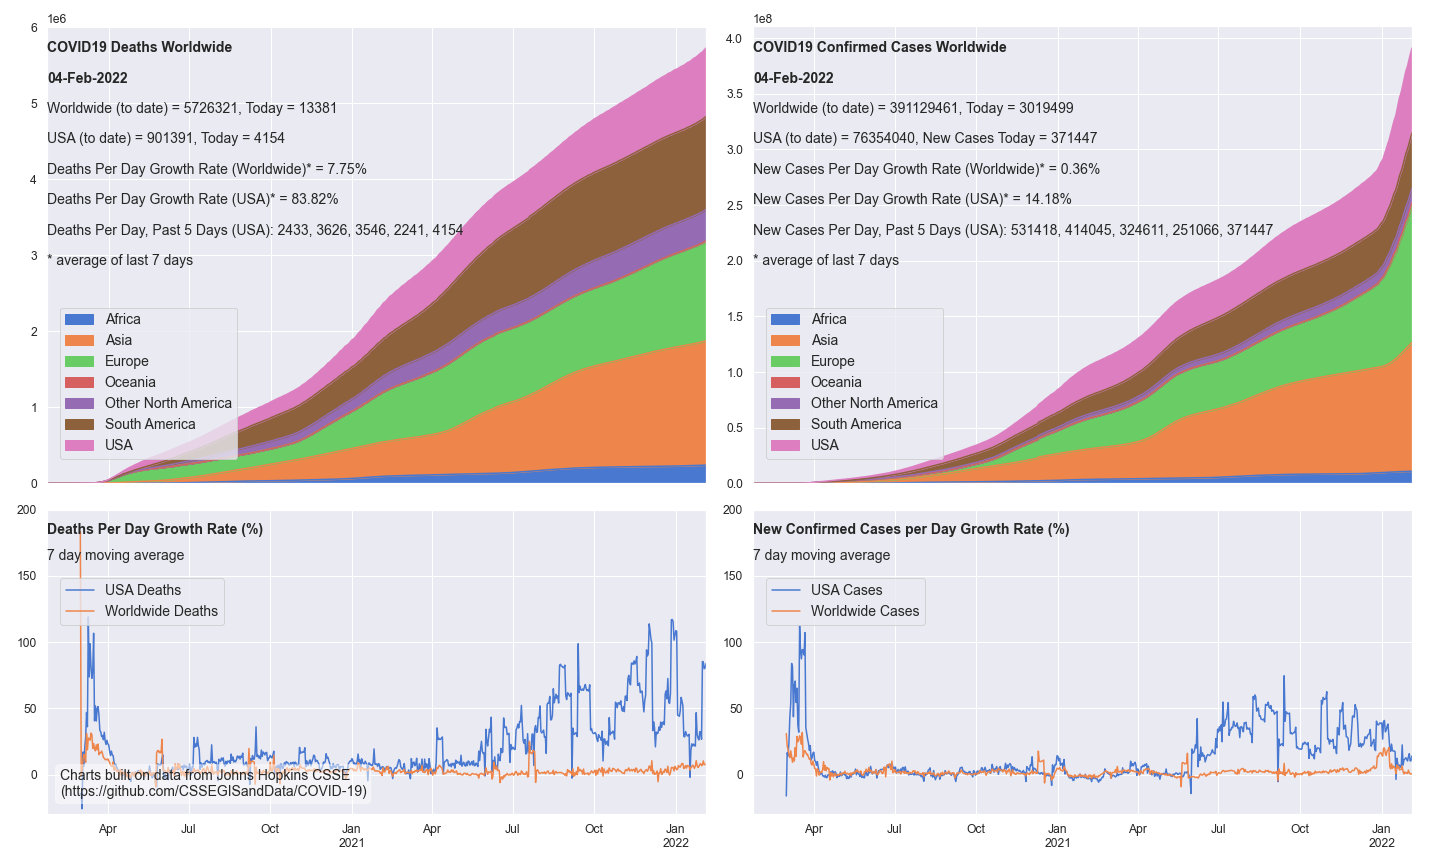 1e6
6
5
4
3
2
1
0
COVID19 Deaths Worldwide
04-Feb-2022
Worldwide (to date) = 5726321, Today = 13381
USA (to date) = 901391, Today = 4154
Deaths Per Day Growth Rate (Worldwide)* = 7.75%
Deaths Per Day Growth Rate (USA)* = 83.82%
Deaths Per Day, Past 5 Days (USA): 2433, 3626, 3546, 2241, 4154
* average of last 7 days
Africa
Asia
Europe
Oceania
Other North America
South America
USA
1e8
4.0
3.5
3.0
2.5
2.0
1.5
1.0
0.5
0.0
COVID19 Confirmed Cases Worldwide
04-Feb-2022
Worldwide (to date) = 391129461, Today = 3019499
USA (to date) = 76354040, New Cases Today = 371447
New Cases Per Day Growth Rate (Worldwide)* = 0.36%
New Cases Per Day Growth Rate (USA)* = 14.18%
New Cases Per Day, Past 5 Days (USA): 531418, 414045, 324611, 251066, 371447
* average of last 7 days
Africa
Asia
Europe
Oceania
Other North America
South America
USA
200
150
100
50
0
Deaths Per Day Growth Rate (%)
7 day moving average
USA Deaths
Worldwide Deaths
Charts built on data from Johns Hopkins CSSE
(https://github.com/CSSEGISandData/COVID-19)
Apr Jul Oct Jan Apr Jul Oct Jan
2021 2022
200
150
100
50
0
New Confirmed Cases per Day Growth Rate (%)
7 day moving average
USA Cases
Worldwide Cases
Apr Jul Oct Jan Apr Jul Oct Jan
2021 2022